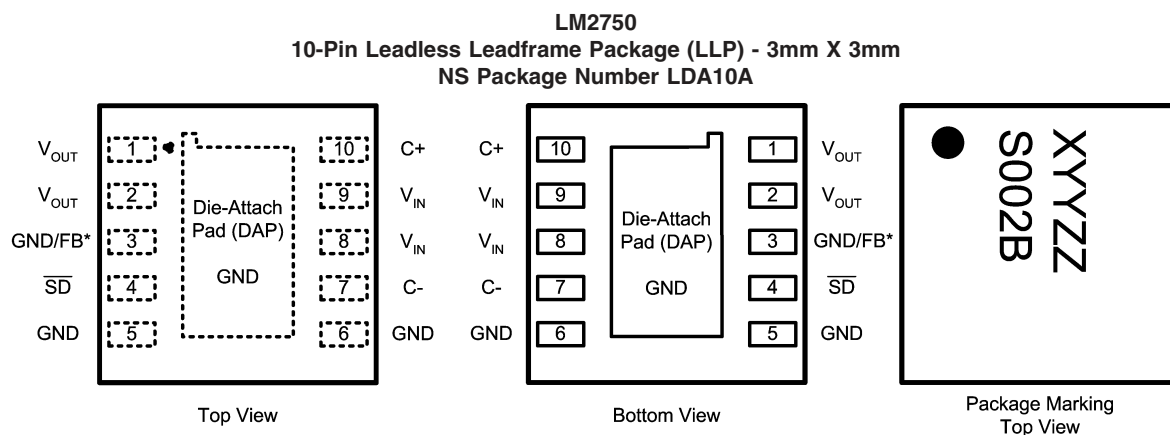 LM2750
10-Pin Leadless Leadframe Package (LLP) - 3mm X 3mm
NS Package Number LDA10A
VOUT 1 10 C+
VOUT 2 9 VIN
GND/FB* 3 8 VIN
SD 4 7 C-
GND 5 6 GND
Die-Attach
Pad (DAP)
GND
Top View
C+ 10 1 VOUT
VIN 9 2 VOUT
VIN 8 3 GND/FB*
C- 7 4 SD
GND 6 5 GND
Die-Attach
Pad (DAP)
GND
Bottom View
XYYZZ
S002B
Package Marking
Top View